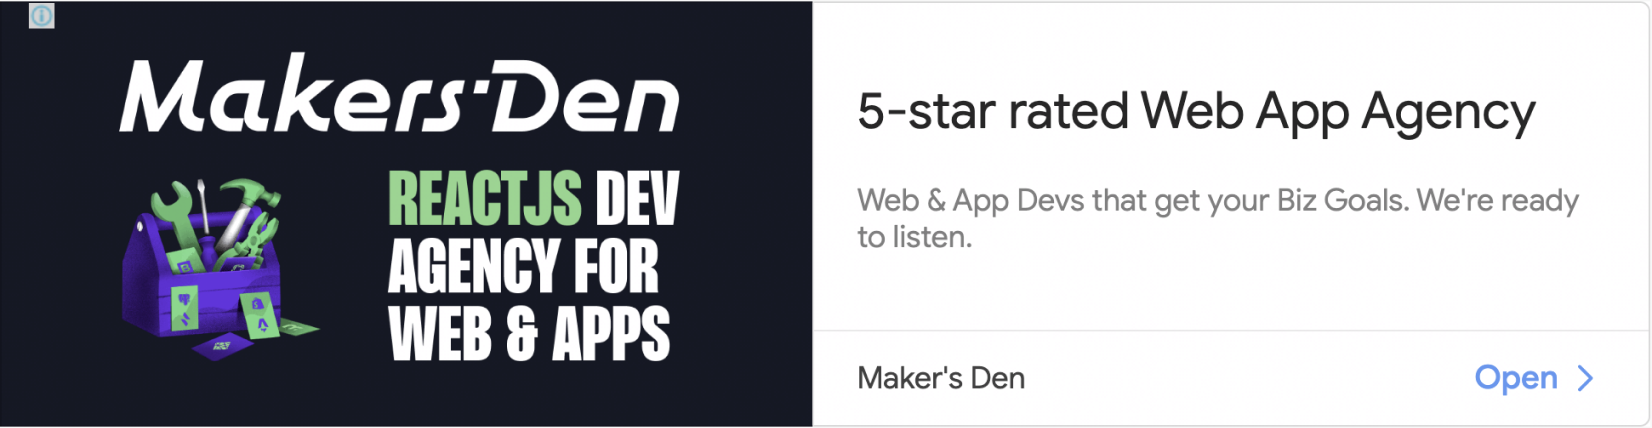 Makers'Den
REACTJS DEV
AGENCY FOR
WEB & APPS
5-star rated Web App Agency
Web & App Devs that get your Biz Goals. We're ready
to listen.
Maker's Den
Open